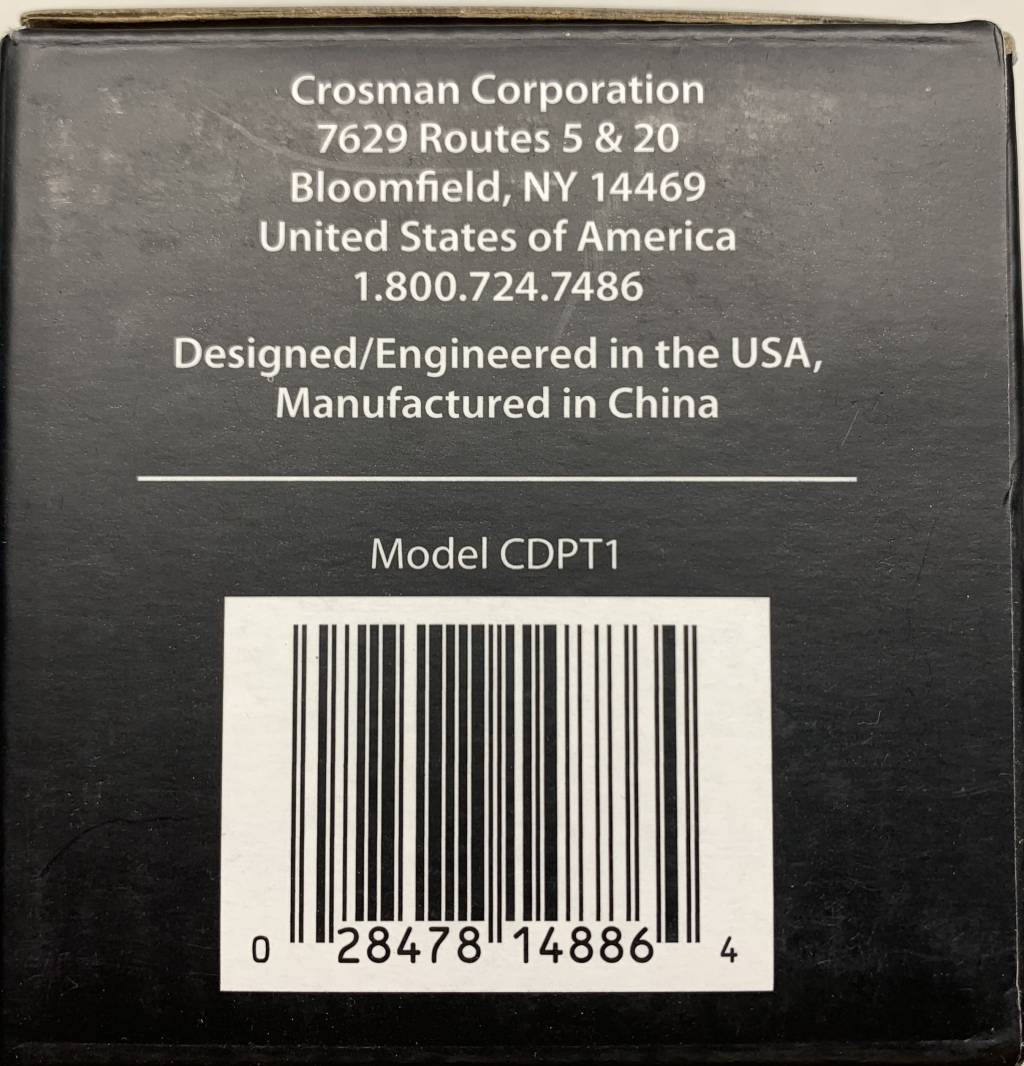 Crosman Corporation
7629 Routes 5 & 20
Bloomfield, NY 14469
United States of America
1.800.724.7486
Designed/Engineered in the USA,
Manufactured in China
Model CDPT1
0 28478 14886 4